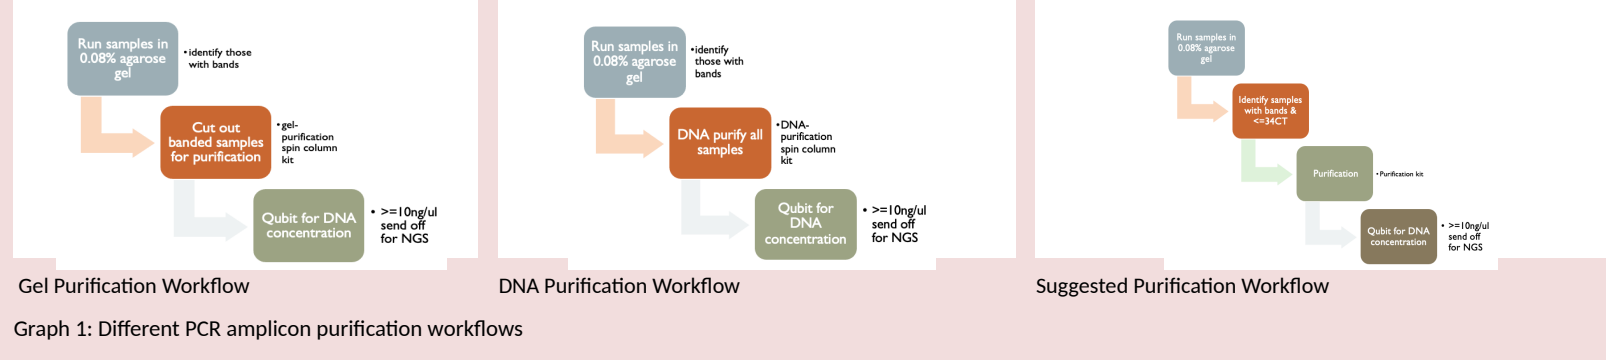 Run samples in
0.08% agarose
gel
•identify those
with bands
Cut out
banded samples
for purification
•gel-
purification
spin column
kit
Qubit for DNA
concentration
• >=10ng/ul
send off
for NGS
Gel Purification Workflow
Run samples in
0.08% agarose
gel
•identify
those with
bands
DNA purify all
samples
•DNA-
purification
spin column
kit
Qubit for
DNA
concentration
• >=10ng/ul
send off
for NGS
DNA Purification Workflow
Run samples in
0.08% agarose
gel
Identify samples
with bands &
<=34CT
Purification
•Purification kit
Qubit for DNA
concentration
• >=10ng/ul
send off
for NGS
Suggested Purification Workflow
Graph 1: Different PCR amplicon purification workflows